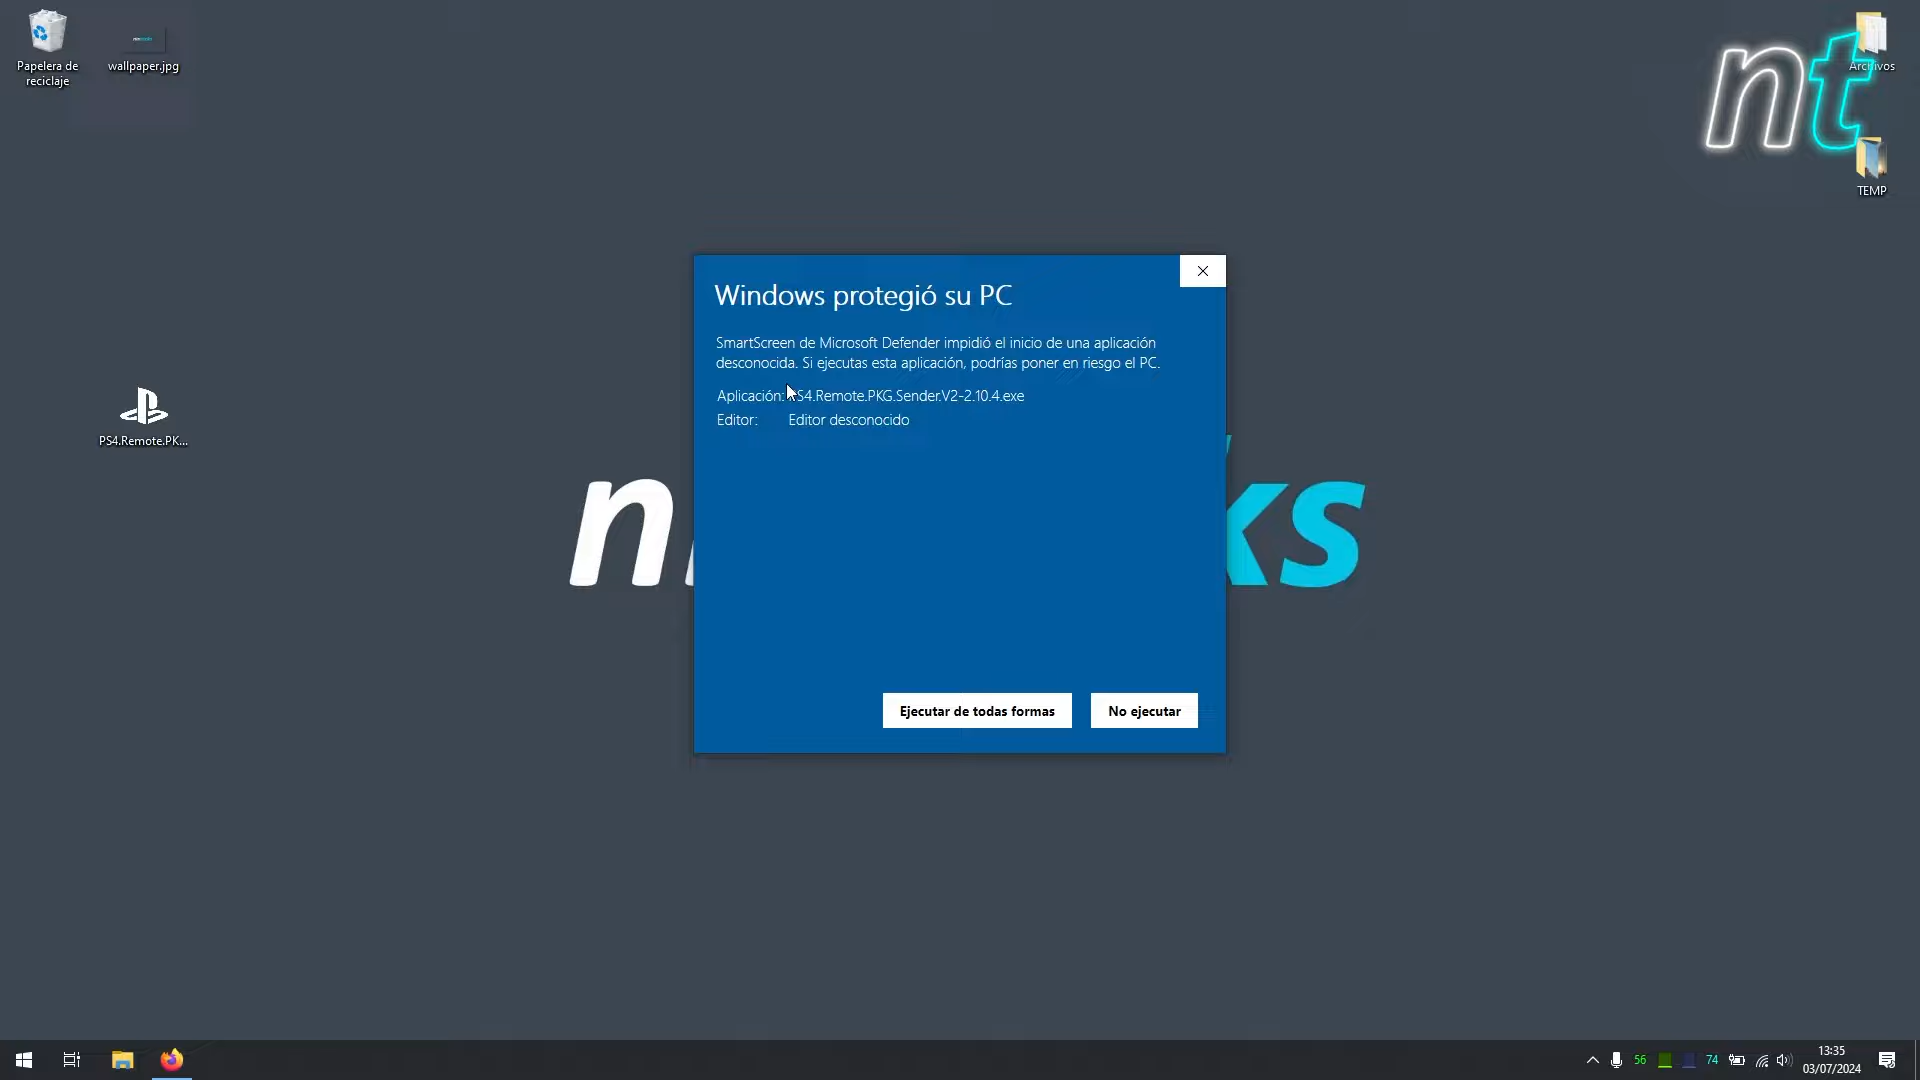 Papelera de
reciclaje
wallpaper.jpg
nt
Archivos
TEMP
PS4.Remote.PK...
Windows protegió su PC
SmartScreen de Microsoft Defender impidió el inicio de una aplicación
desconocida. Si ejecutas esta aplicación, podrías poner en riesgo el PC.
Aplicación: PS4.Remote.PKG.Sender.V2-2.10.4.exe
Editor: Editor desconocido
Ejecutar de todas formas
No ejecutar
56
74
13:35
03/07/2024